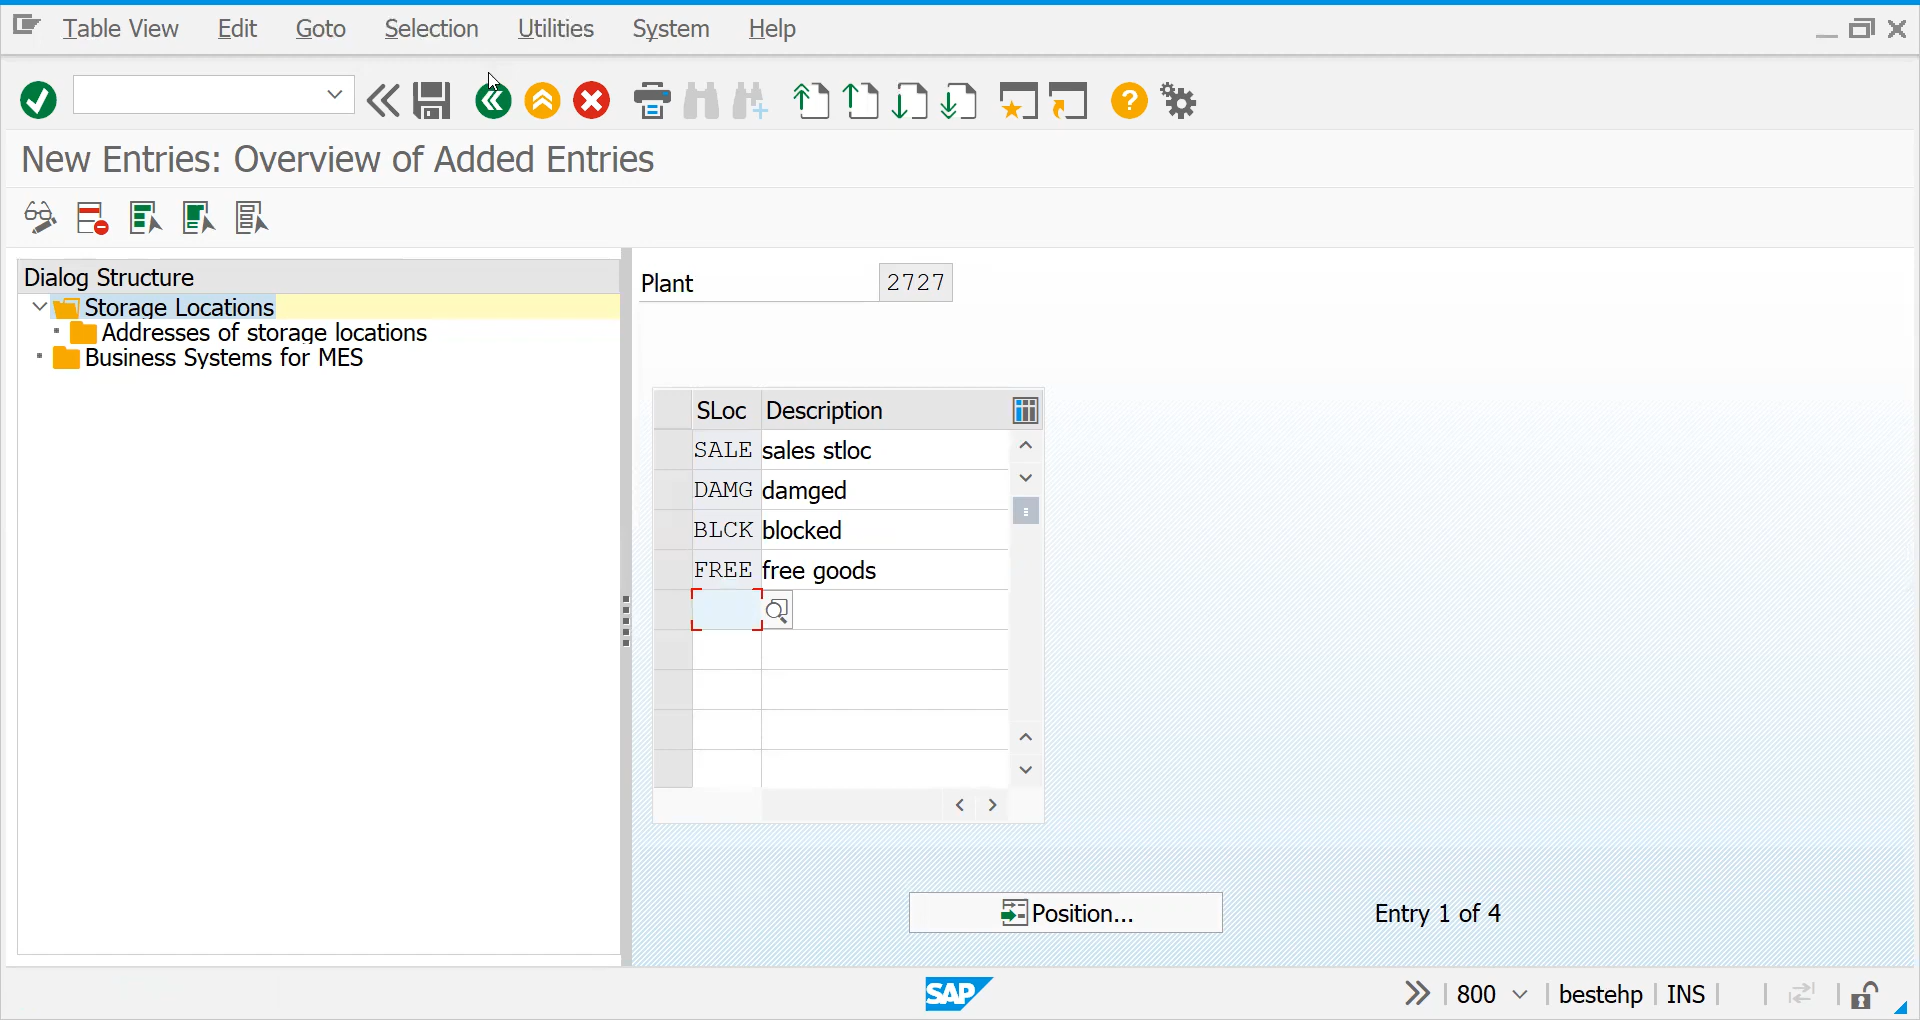 Table View Edit Goto Selection Utilities System Help
New Entries: Overview of Added Entries
Dialog Structure
Storage Locations
Addresses of storage locations
Business Systems for MES
Plant 2727
SLoc Description
SALE sales stloc
DAMG damged
BLCK blocked
FREE free goods
Position...
Entry 1 of 4
SAP
800 bestehp INS